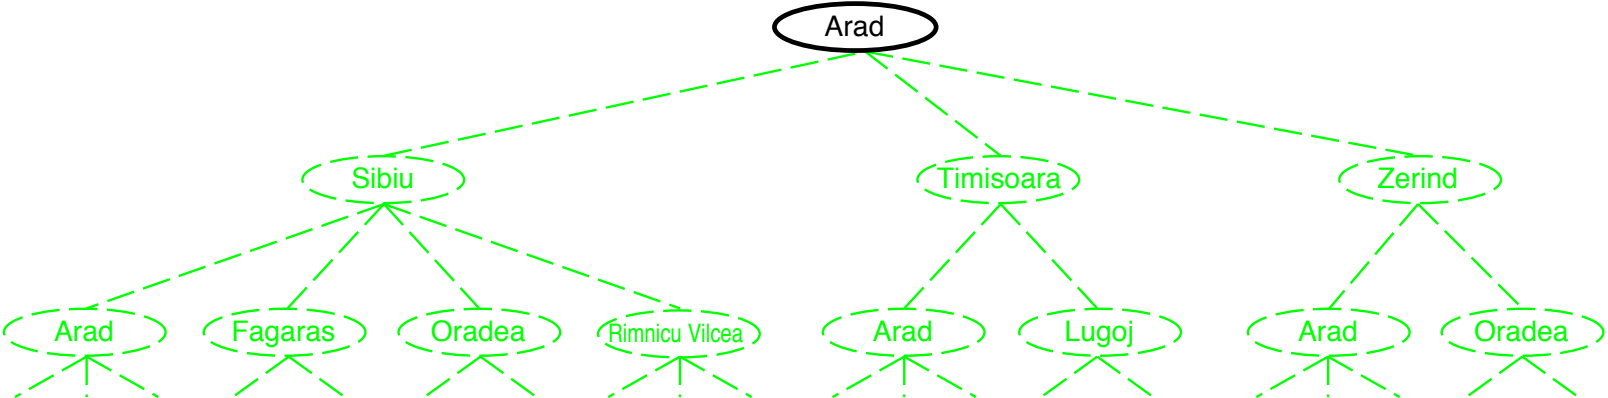 Arad
Sibiu
Timisoara
Zerind
Arad
Fagaras
Oradea
Rimnicu Vilcea
Arad
Lugoj
Arad
Oradea